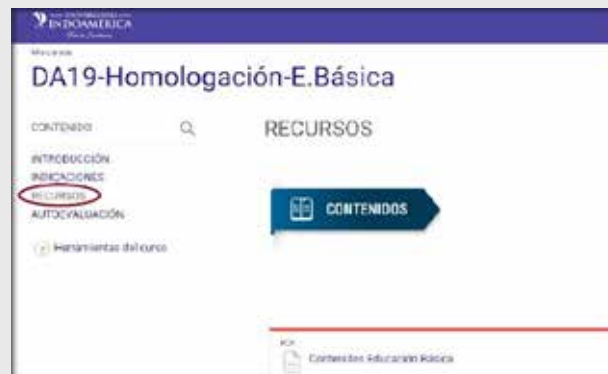 INDOAMÉRICA
DA19-Homologación-E.Básica
CONTENIDO
INTRODUCCIÓN
INDICACIONES
RECURSOS
AUTOEVALUACIÓN
Herramientas del curso
RECURSOS
CONTENIDOS
Contenidos Educación Básica